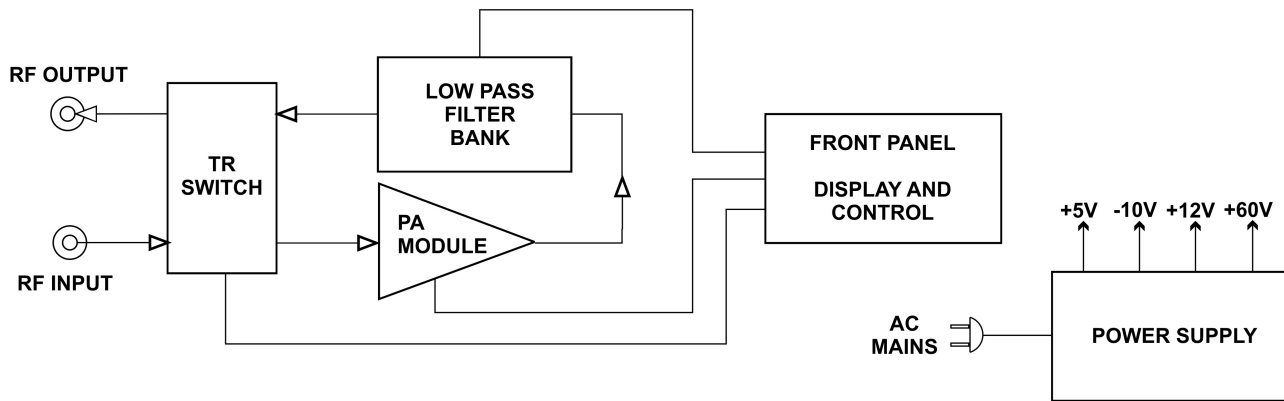 RF OUTPUT
TR
SWITCH
RF INPUT
LOW PASS
FILTER
BANK
PA
MODULE
FRONT PANEL
DISPLAY AND
CONTROL
+5V -10V +12V +60V
AC
MAINS
POWER SUPPLY